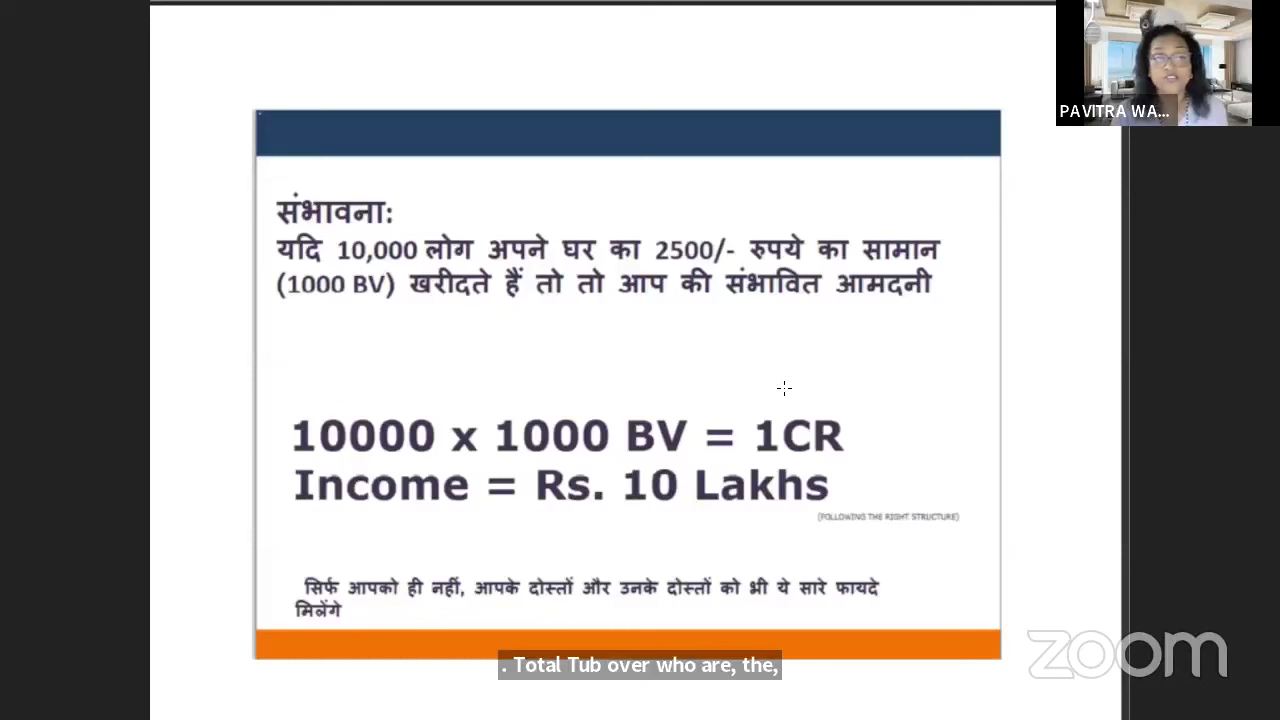 PAVITRA WA...
संभावना:
यदि 10,000 लोग अपने घर का 2500/- रुपये का सामान
(1000 BV) खरीदते हैं तो तो आप की संभावित आमदनी
10000 x 1000 BV = 1CR
Income = Rs. 10 Lakhs
(FOLLOWING THE RIGHT STRUCTURE)
सिर्फ आपको ही नहीं, आपके दोस्तों और उनके दोस्तों को भी ये सारे फायदे
मिलेंगे
. Total Tub over who are, the,
zoom